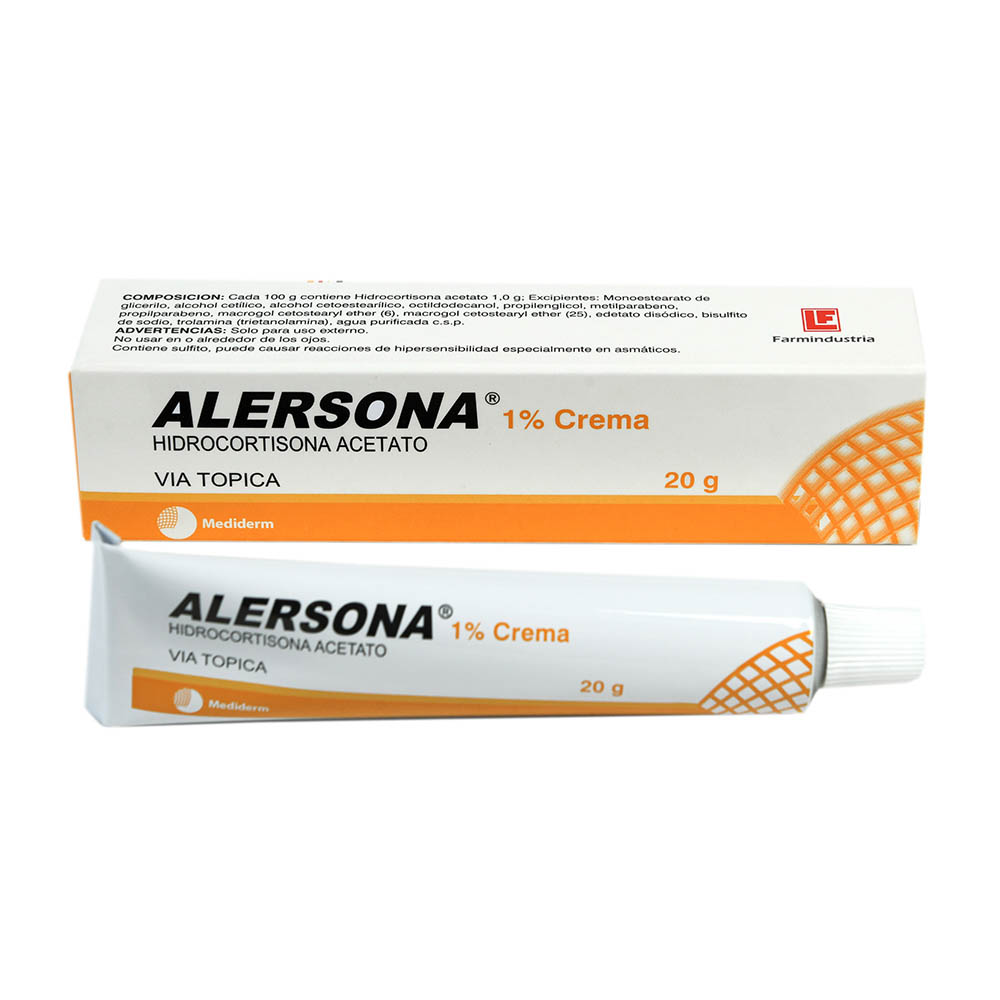 COMPOSICION: Cada 100 g contiene Hidrocortisona acetato 1,0 g; Excipientes: Monoestearato de
glicerilo, alcohol cetílico, alcohol cetoestearílico, octildodecanol, propilenglicol, metilparabeno,
propilparabeno, macrogol cetostearyl ether (6), macrogol cetostearyl ether (25), edetato disódico, bisulfito
de sodio, trolamina (trietanolamina), agua purificada c.s.p.
ADVERTENCIAS: Solo para uso externo.
No usar en o alrededor de los ojos.
Contiene sulfito, puede causar reacciones de hipersensibilidad especialmente en asmáticos.
LF
Farmindustria
ALERSONA® 1% Crema
HIDROCORTISONA ACETATO
VIA TOPICA
20 g
Mediderm
ALERSONA® 1% Crema
HIDROCORTISONA ACETATO
VIA TOPICA
20 g
Mediderm